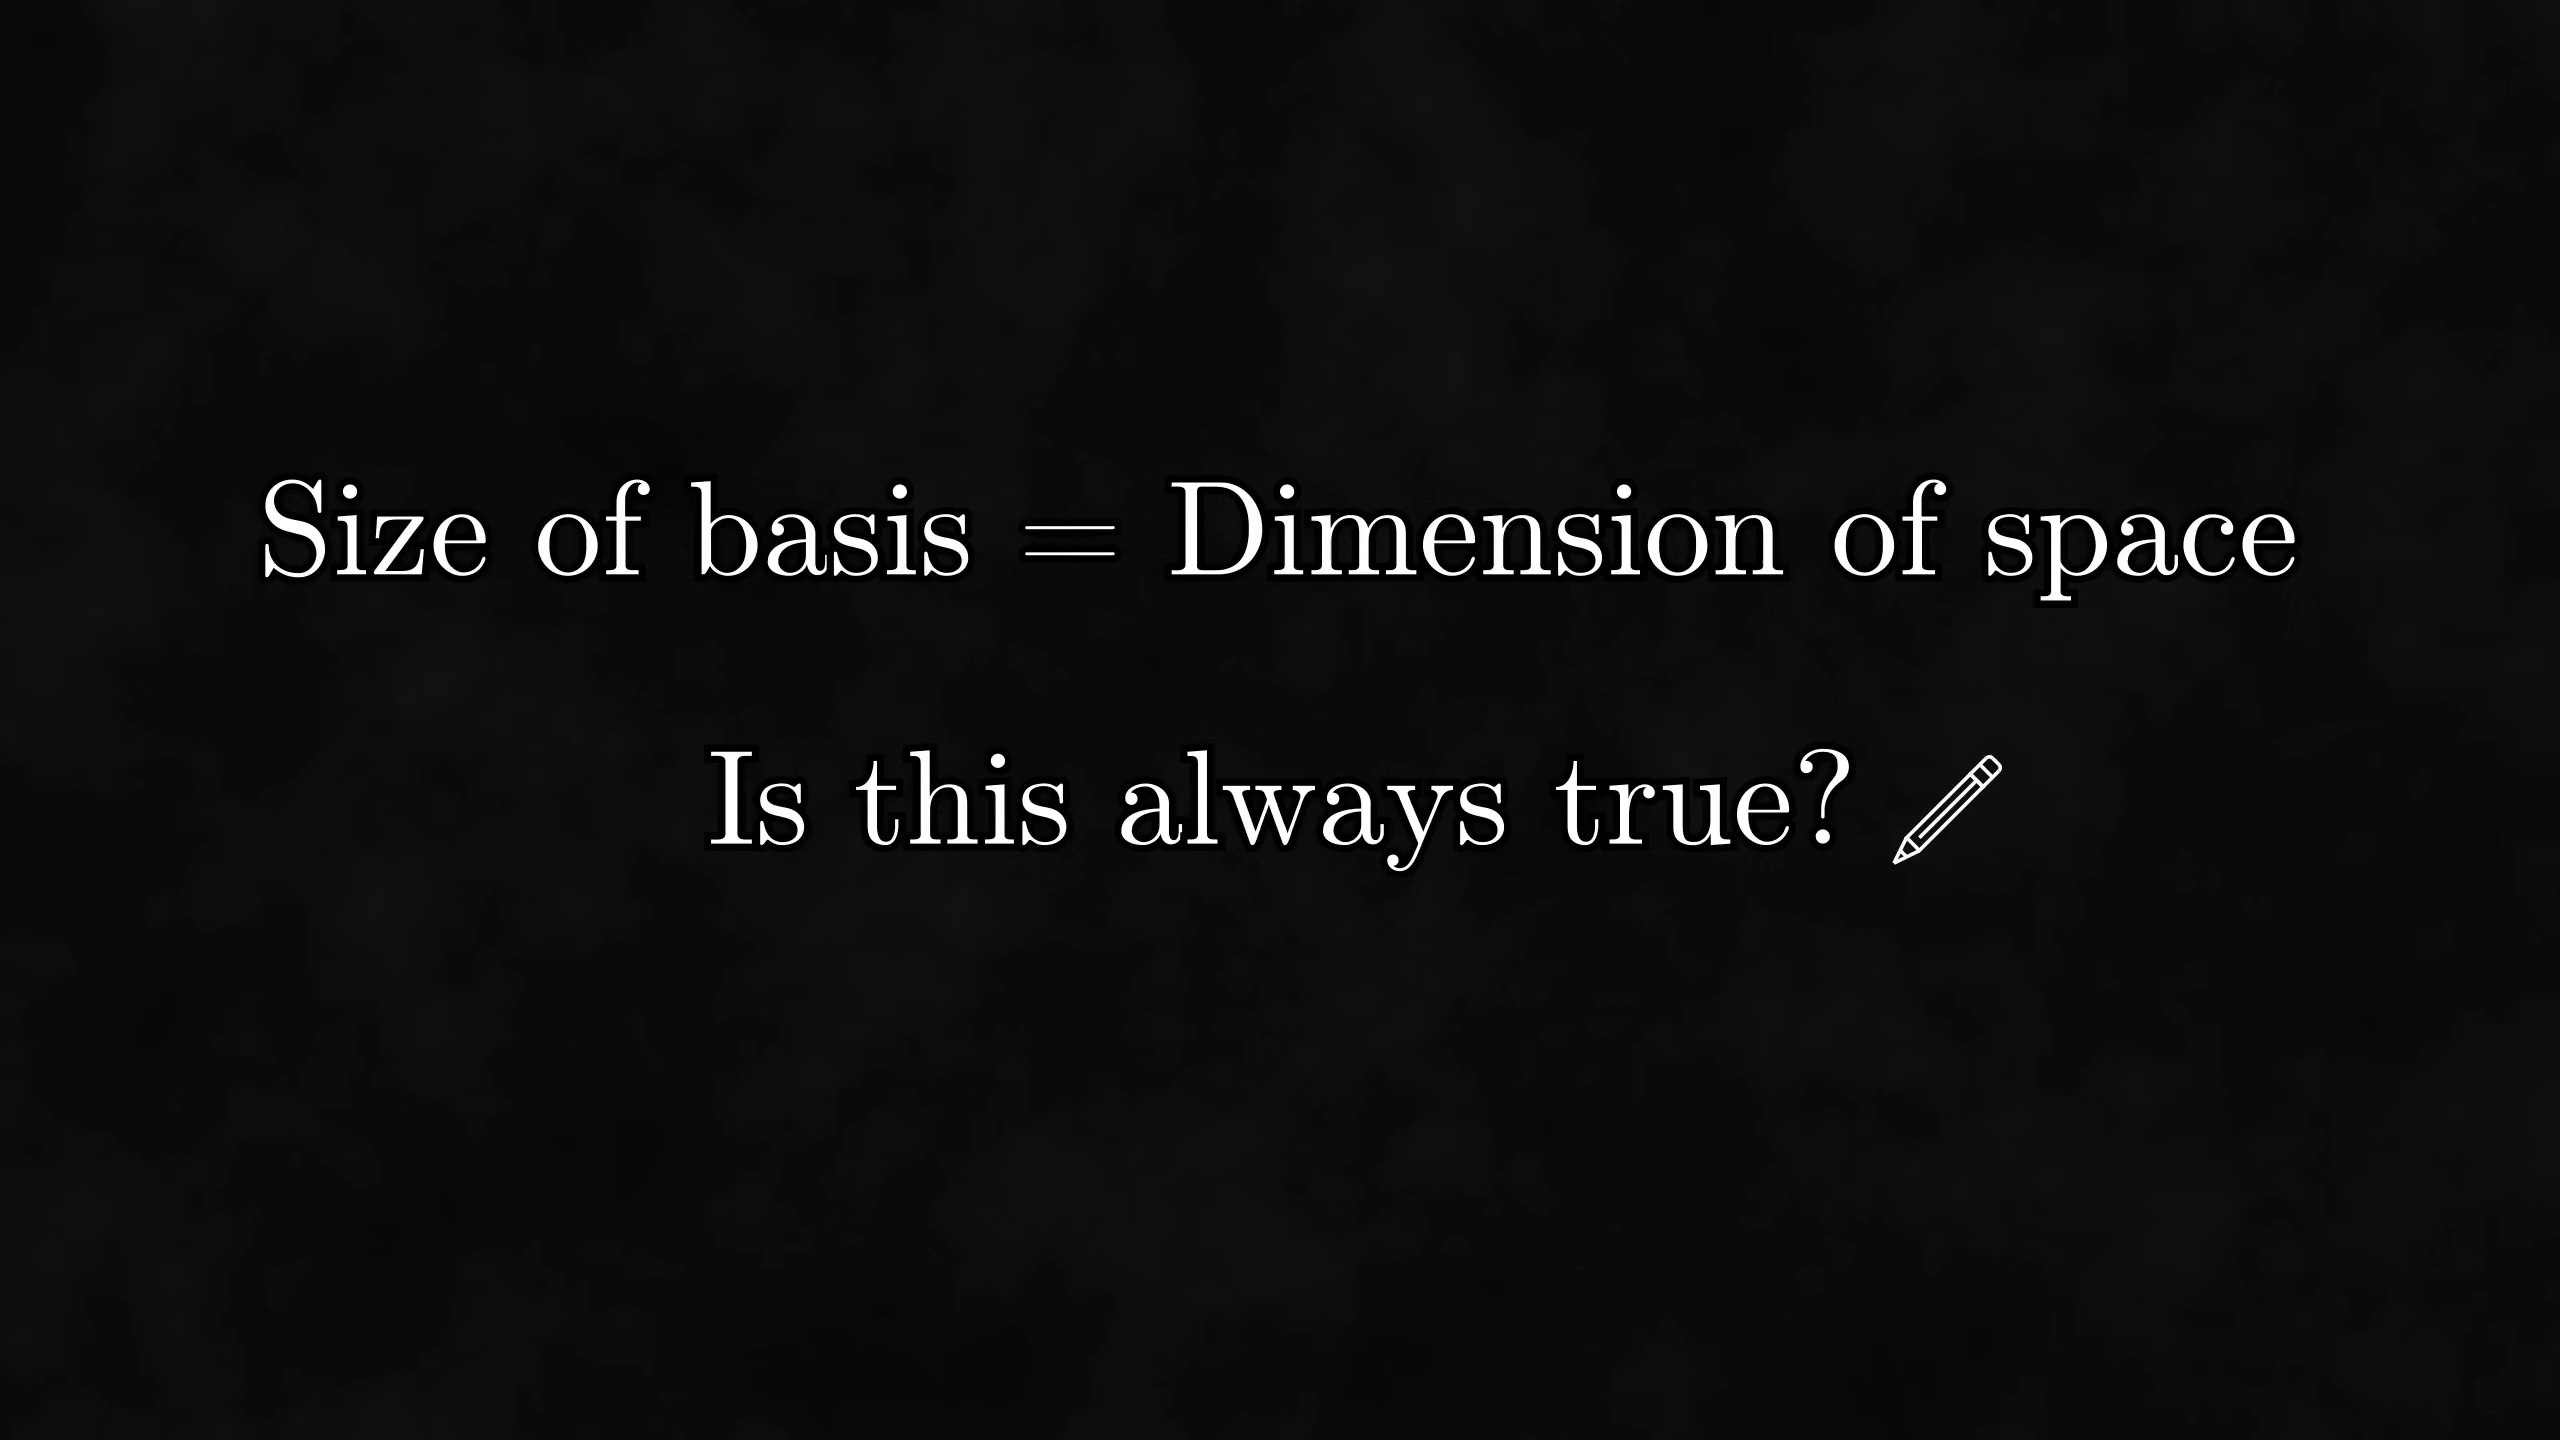 Size of basis = Dimension of space
Is this always true?